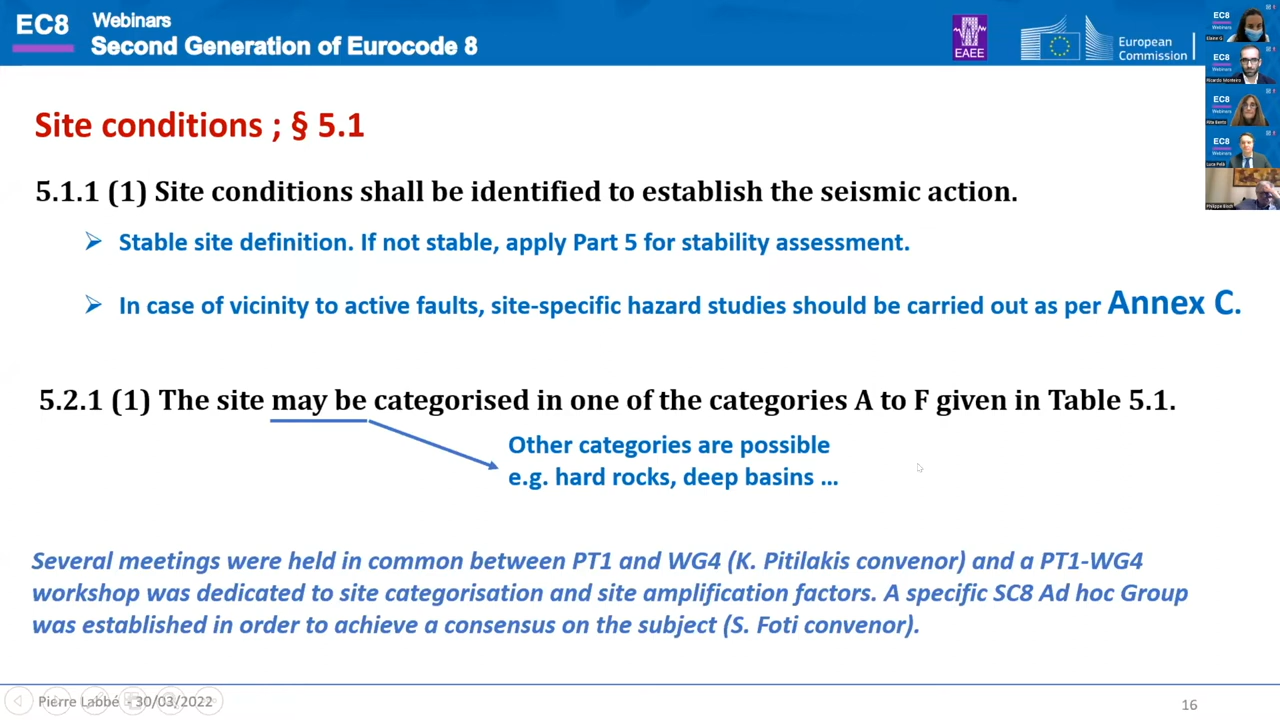 EC8
Webinars
Second Generation of Eurocode 8
EAEE
European
Commission
EC8
Elaine G.
EC8
Webinars
Ricardo Monteiro
EC8
Webinars
Rita Bento
EC8
Webinars
Philippe Bisch
Site conditions ; § 5.1
5.1.1 (1) Site conditions shall be identified to establish the seismic action.
➢ Stable site definition. If not stable, apply Part 5 for stability assessment.
➢ In case of vicinity to active faults, site-specific hazard studies should be carried out as per Annex C.
5.2.1 (1) The site may be categorised in one of the categories A to F given in Table 5.1.
Other categories are possible
e.g. hard rocks, deep basins ...
Several meetings were held in common between PT1 and WG4 (K. Pitilakis convenor) and a PT1-WG4
workshop was dedicated to site categorisation and site amplification factors. A specific SC8 Ad hoc Group
was established in order to achieve a consensus on the subject (S. Foti convenor).
Pierre Labbé - 30/03/2022
16